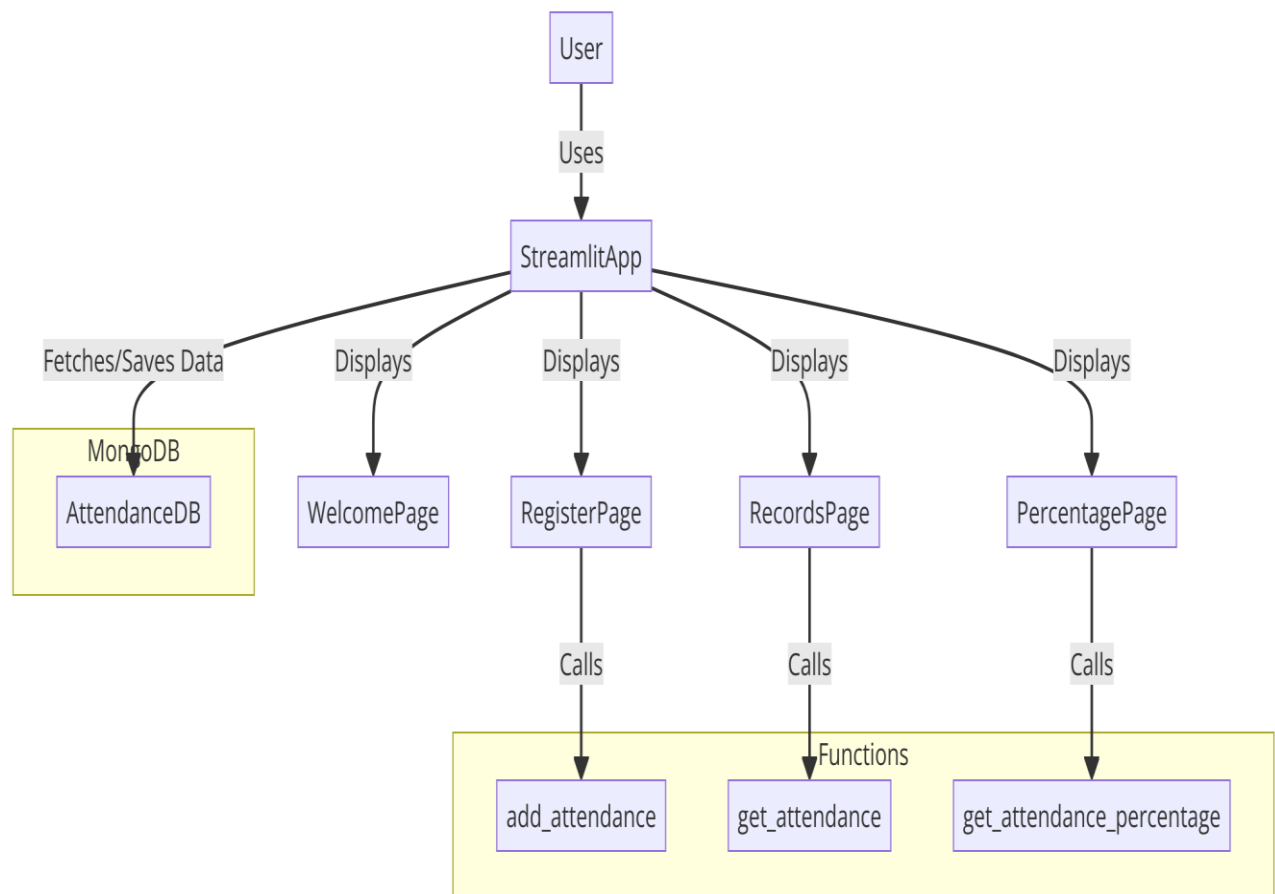 User
Uses
StreamlitApp
Fetches/Saves Data
Displays
Displays
Displays
Displays
MongoDB
AttendanceDB
WelcomePage
RegisterPage
RecordsPage
PercentagePage
Calls
Calls
Calls
Functions
add_attendance
get_attendance
get_attendance_percentage